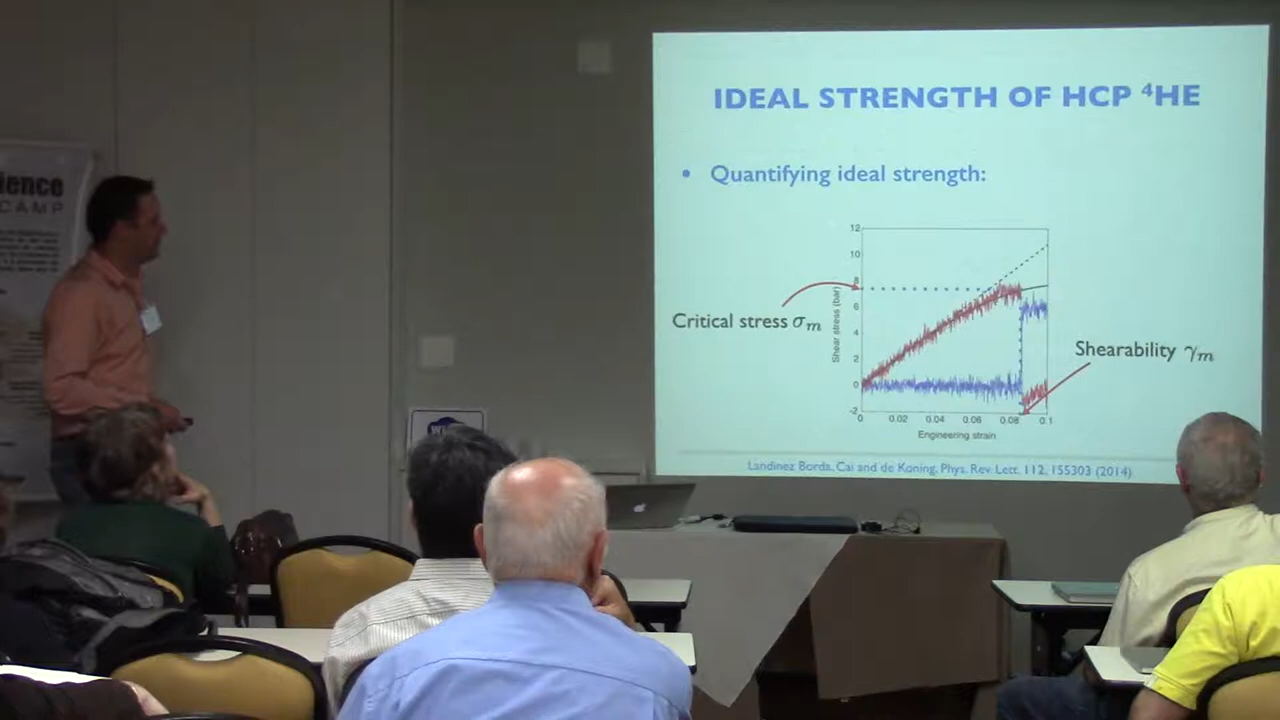 ience
CAMP
IDEAL STRENGTH OF HCP ⁴HE
• Quantifying ideal strength:
12
10
8
6
4
2
0
-2
0
0.02
0.04
0.06
0.08
0.1
Shear stress (bar)
Engineering strain
Critical stress σm
Shearability γm
Landinez Borda, Cai and de Koning, Phys. Rev. Lett. 112, 155303 (2014)